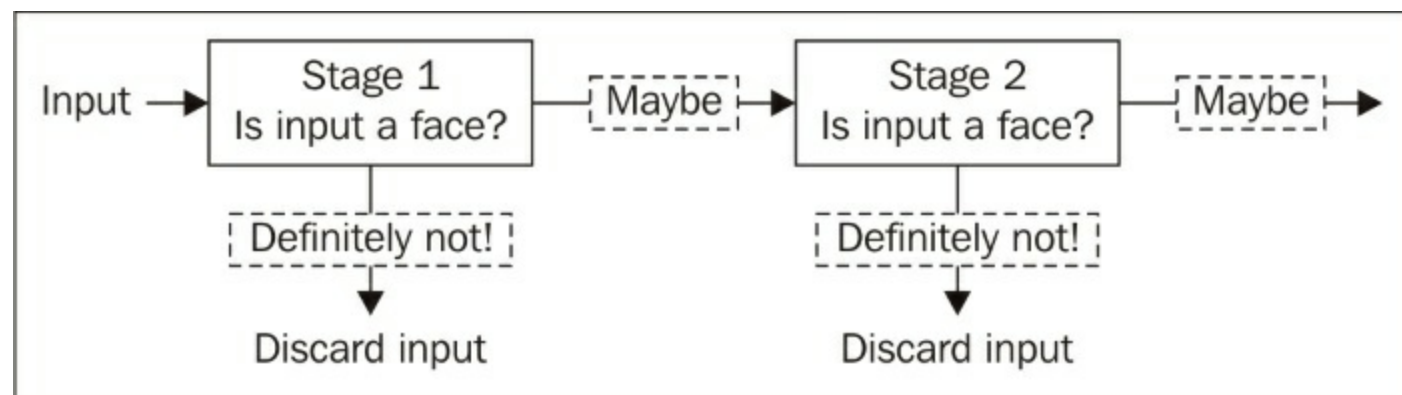 Input
Stage 1
Is input a face?
Maybe
Stage 2
Is input a face?
Maybe
Definitely not!
Definitely not!
Discard input
Discard input